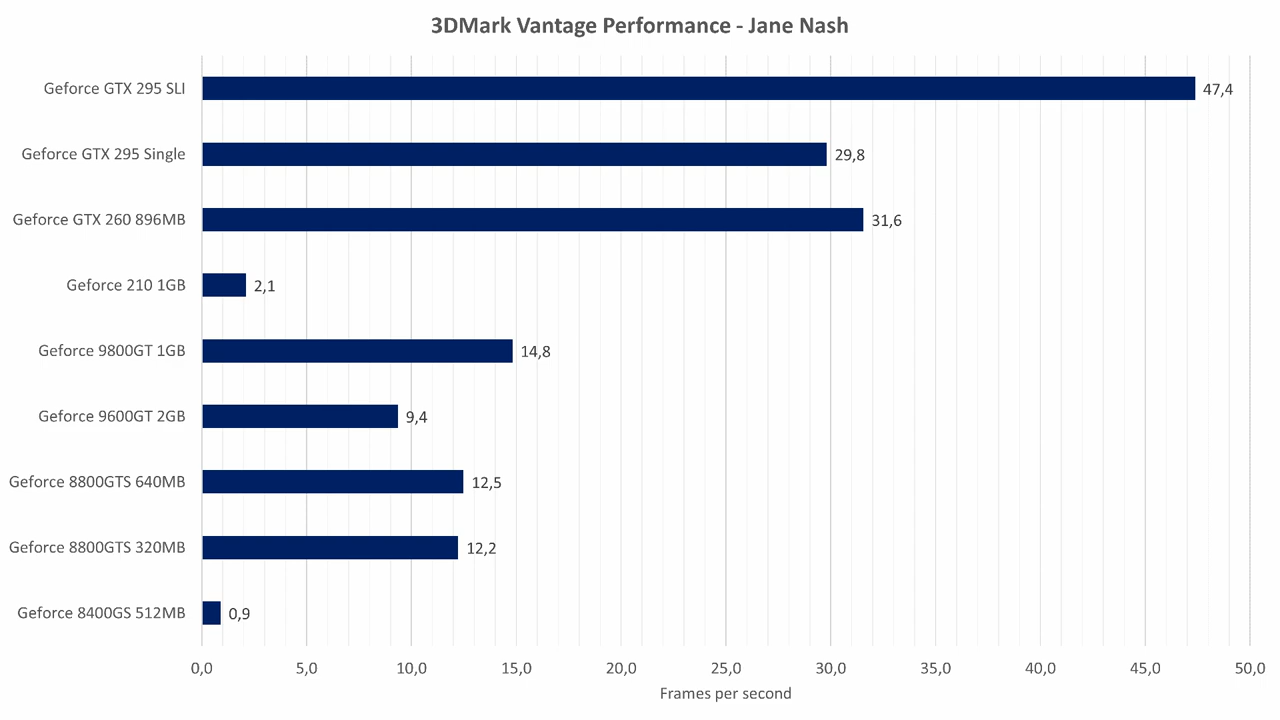 3DMark Vantage Performance - Jane Nash
Geforce GTX 295 SLI 47,4
Geforce GTX 295 Single 29,8
Geforce GTX 260 896MB 31,6
Geforce 210 1GB 2,1
Geforce 9800GT 1GB 14,8
Geforce 9600GT 2GB 9,4
Geforce 8800GTS 640MB 12,5
Geforce 8800GTS 320MB 12,2
Geforce 8400GS 512MB 0,9
0,0 5,0 10,0 15,0 20,0 25,0 30,0 35,0 40,0 45,0 50,0
Frames per second